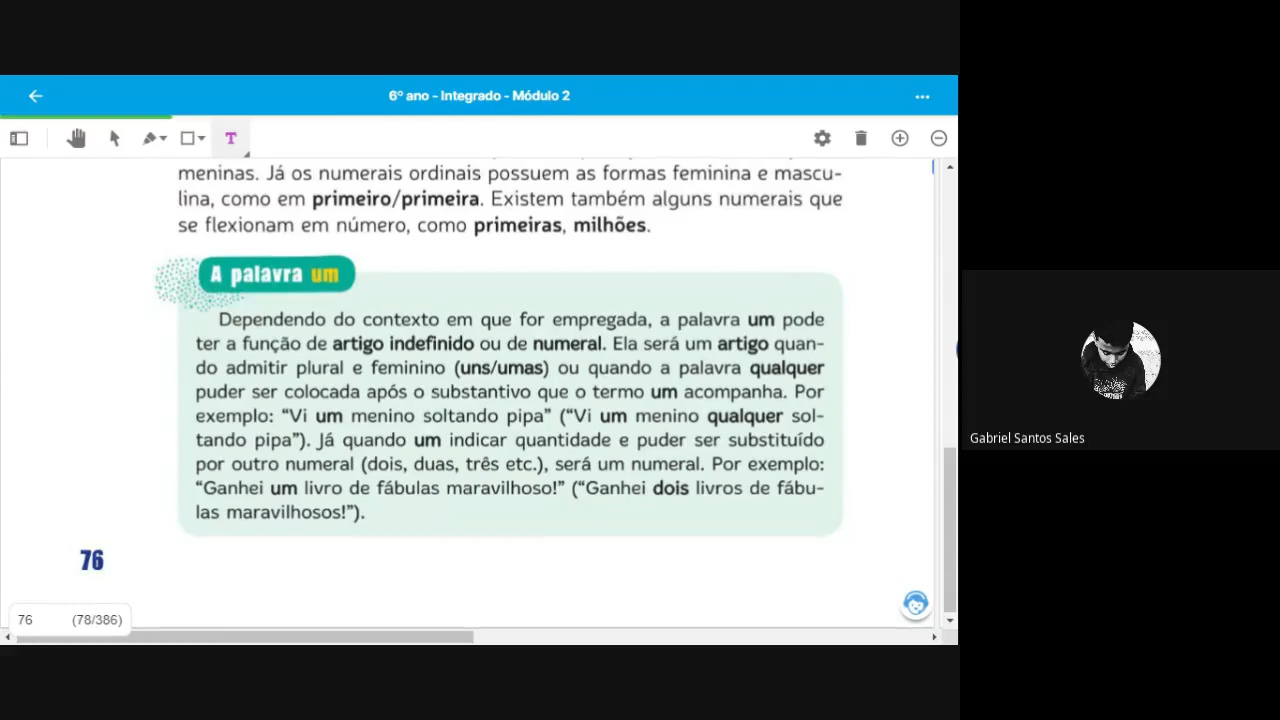 6º ano - Integrado - Módulo 2
T
meninas. Já os numerais ordinais possuem as formas feminina e mascu-
lina, como em primeiro/primeira. Existem também alguns numerais que
se flexionam em número, como primeiras, milhões.
A palavra um
Dependendo do contexto em que for empregada, a palavra um pode
ter a função de artigo indefinido ou de numeral. Ela será um artigo quan-
do admitir plural e feminino (uns/umas) ou quando a palavra qualquer
puder ser colocada após o substantivo que o termo um acompanha. Por
exemplo: “Vi um menino soltando pipa” (“Vi um menino qualquer sol-
tando pipa”). Já quando um indicar quantidade e puder ser substituído
por outro numeral (dois, duas, três etc.), será um numeral. Por exemplo:
“Ganhei um livro de fábulas maravilhoso!” (“Ganhei dois livros de fábu-
las maravilhosos!”).
76
76 (78/386)
Gabriel Santos Sales